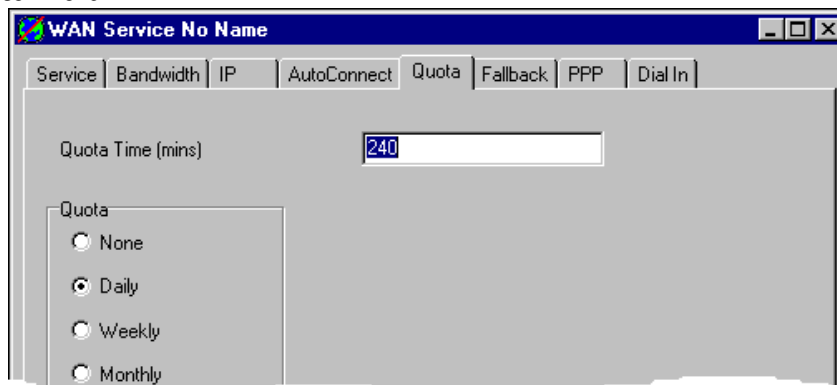 WAN Service No Name
Service Bandwidth IP AutoConnect Quota Fallback PPP Dial In
Quota Time (mins) 240
Quota
None
Daily
Weekly
Monthly